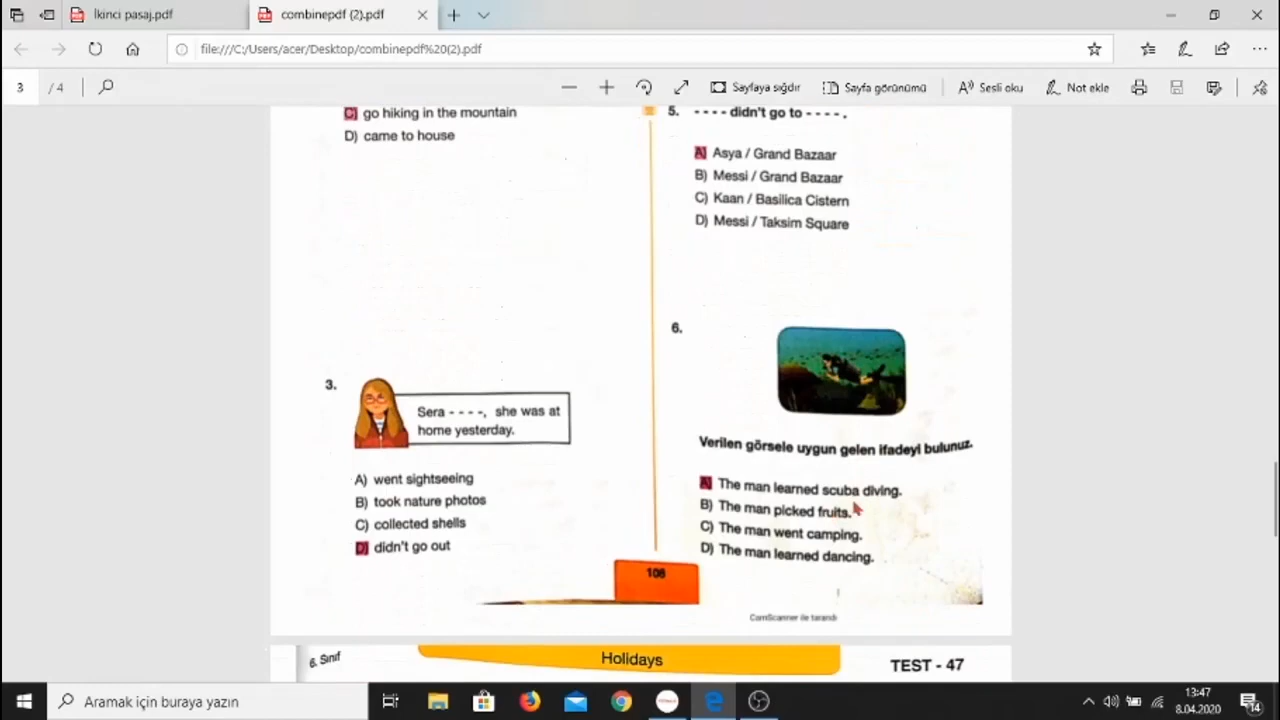 İkinci pasaj.pdf
combinepdf (2).pdf
file:///C:/Users/acer/Desktop/combinepdf%20(2).pdf
3 / 4
Sayfaya sığdır
Sayfa görünümü
Sesli oku
Not ekle
C) go hiking in the mountain
D) came to house
3.
Sera - - - -, she was at
home yesterday.
A) went sightseeing
B) took nature photos
C) collected shells
D) didn't go out
5. - - - - didn't go to - - - - .
A) Asya / Grand Bazaar
B) Messi / Grand Bazaar
C) Kaan / Basilica Cistern
D) Messi / Taksim Square
6.
Verilen görsele uygun gelen ifadeyi bulunuz.
A) The man learned scuba diving.
B) The man picked fruits.
C) The man went camping.
D) The man learned dancing.
108
CamScanner ile tarandı
6. Sınıf
Holidays
TEST - 47
Aramak için buraya yazın
13:47
8.04.2020
14